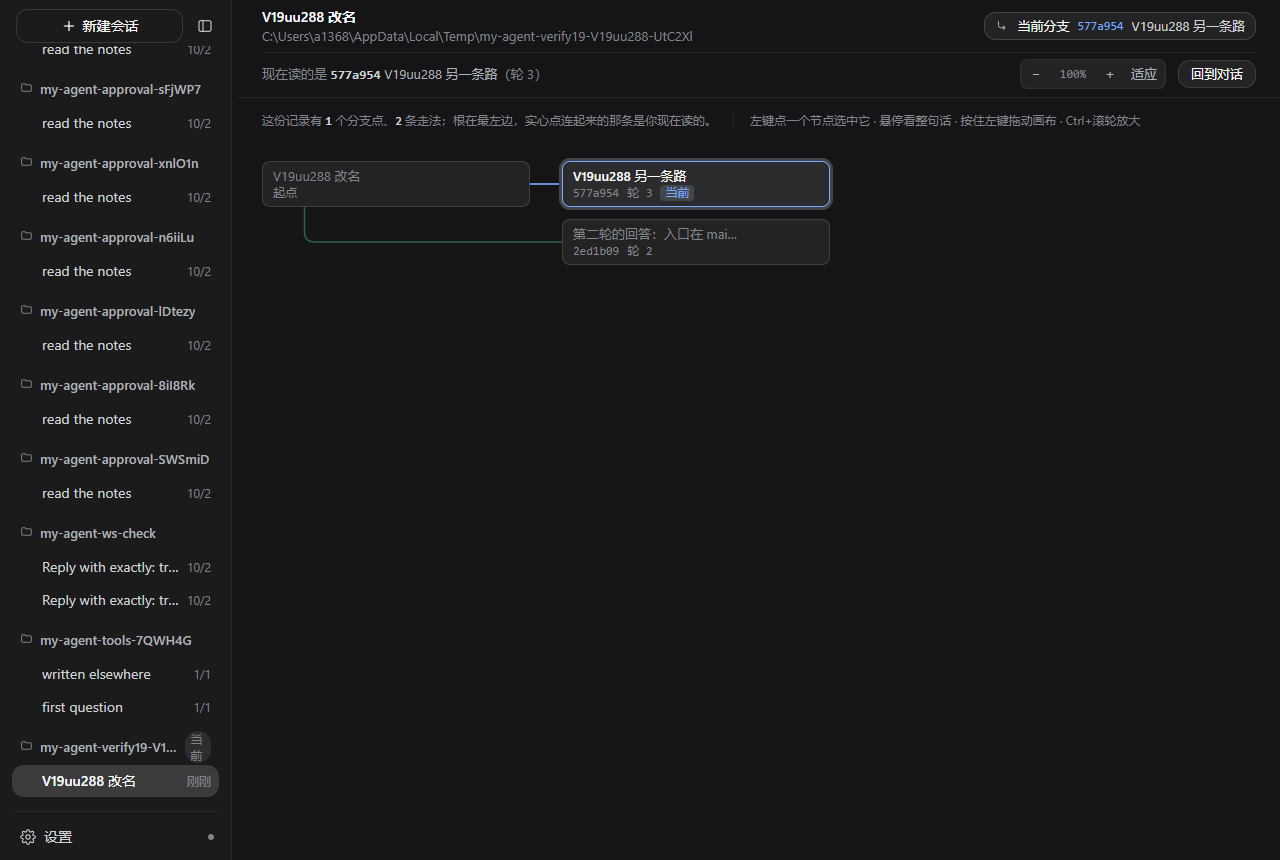 + 新建会话
read the notes 10/2
my-agent-approval-sFjWP7
read the notes 10/2
my-agent-approval-xnlO1n
read the notes 10/2
my-agent-approval-n6iiLu
read the notes 10/2
my-agent-approval-lDtezy
read the notes 10/2
my-agent-approval-8iI8Rk
read the notes 10/2
my-agent-approval-SWSmiD
read the notes 10/2
my-agent-ws-check
Reply with exactly: tr... 10/2
Reply with exactly: tr... 10/2
my-agent-tools-7QWH4G
written elsewhere 1/1
first question 1/1
my-agent-verify19-V1... 当前
V19uu288 改名 刚刚
设置
V19uu288 改名
C:\Users\a1368\AppData\Local\Temp\my-agent-verify19-V19uu288-UtC2Xl
当前分支 577a954 V19uu288 另一条路
现在读的是 577a954 V19uu288 另一条路（轮 3）
− 100% + 适应
回到对话
这份记录有 1 个分支点、2 条走法；根在最左边，实心点连起来的那条是你现在读的。
左键点一个节点选中它 · 悬停看整句话 · 按住左键拖动画布 · Ctrl+滚轮放大
V19uu288 改名
起点
V19uu288 另一条路
577a954 轮 3 当前
第二轮的回答：入口在 mai...
2ed1b09 轮 2